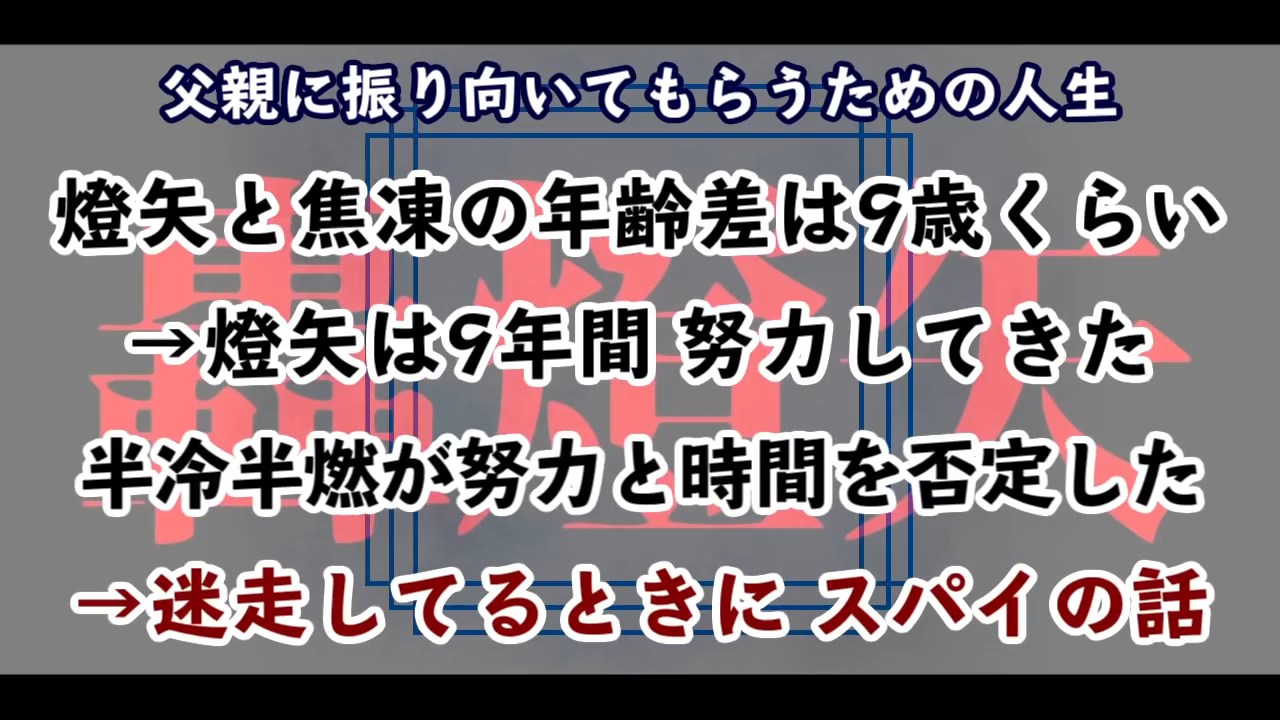 父親に振り向いてもらうための人生
轟燈矢
燈矢と焦凍の年齢差は9歳くらい
→燈矢は9年間 努力してきた
半冷半燃が努力と時間を否定した
→迷走してるときに スパイの話